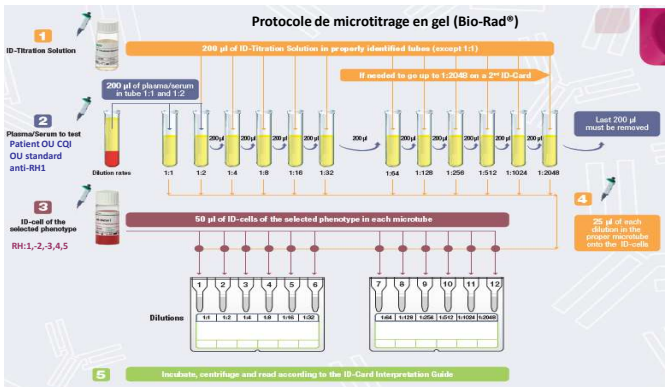 Protocole de microtitrage en gel (Bio-Rad®)
1
ID-Titration Solution
200 µl of ID-Titration Solution in properly identified tubes (except 1:1)
If needed to go up to 1:2048 on a 2nd ID-Card
200 µl of plasma/serum
in tube 1:1 and 1:2
2
Plasma/Serum to test
Patient OU CQI
OU standard
anti-RH1
Dilution rates
200 µl 200 µl 200 µl 200 µl 200 µl 200 µl 200 µl 200 µl 200 µl 200 µl
Last 200 µl
must be removed
1:1 1:2 1:4 1:8 1:16 1:32 1:64 1:128 1:256 1:512 1:1024 1:2048
3
ID-cell of the
selected phenotype
RH:1,-2,-3,4,5
50 µl of ID-cells of the selected phenotype in each microtube
4
25 µl of each
dilution in the
proper microtube
onto the ID-cells
1 2 3 4 5 6 7 8 9 10 11 12
Dilutions
1:1 1:2 1:4 1:8 1:16 1:32 1:64 1:128 1:256 1:512 1:1024 1:2048
5
Incubate, centrifuge and read according to the ID-Card Interpretation Guide